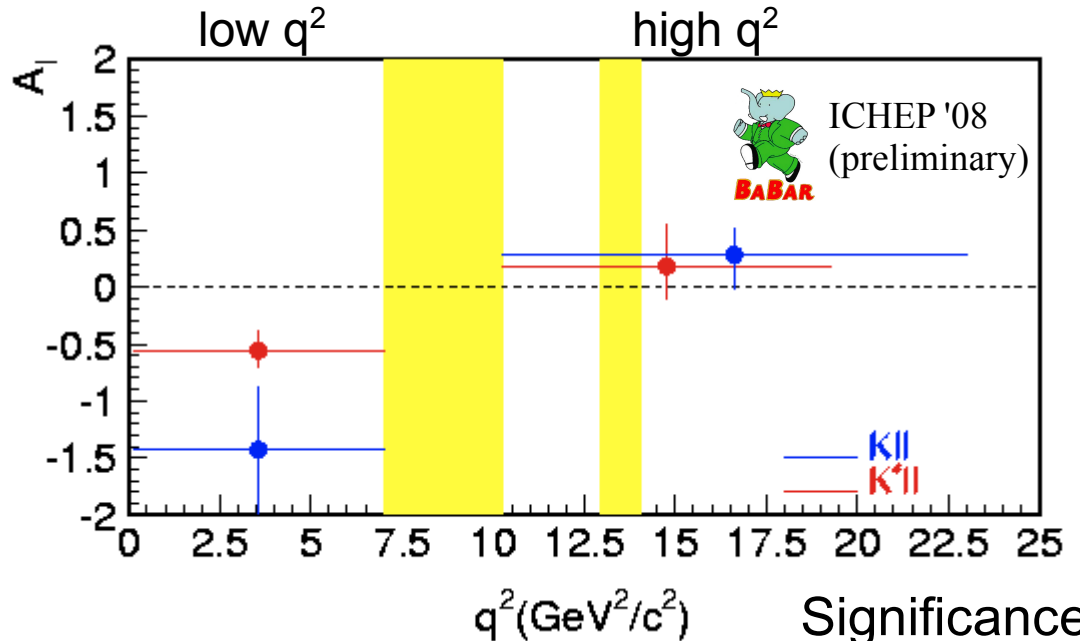 low q²
high q²
A_I
2
1.5
1
0.5
0
-0.5
-1
-1.5
-2
ICHEP '08
(preliminary)
BABAR
Kll
K*ll
0 2.5 5 7.5 10 12.5 15 17.5 20 22.5 25
q²(GeV²/c²)
Significance